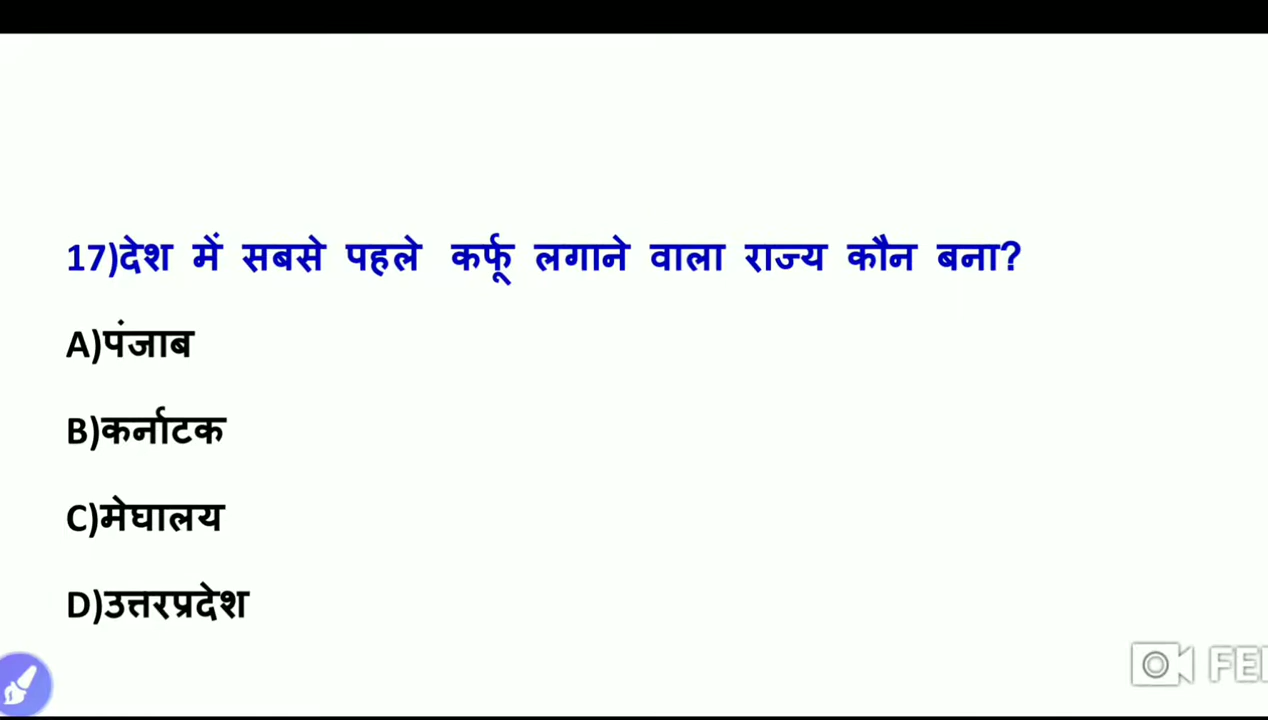 17)देश में सबसे पहले कर्फू लगाने वाला राज्य कौन बना?
A)पंजाब
B)कर्नाटक
C)मेघालय
D)उत्तरप्रदेश